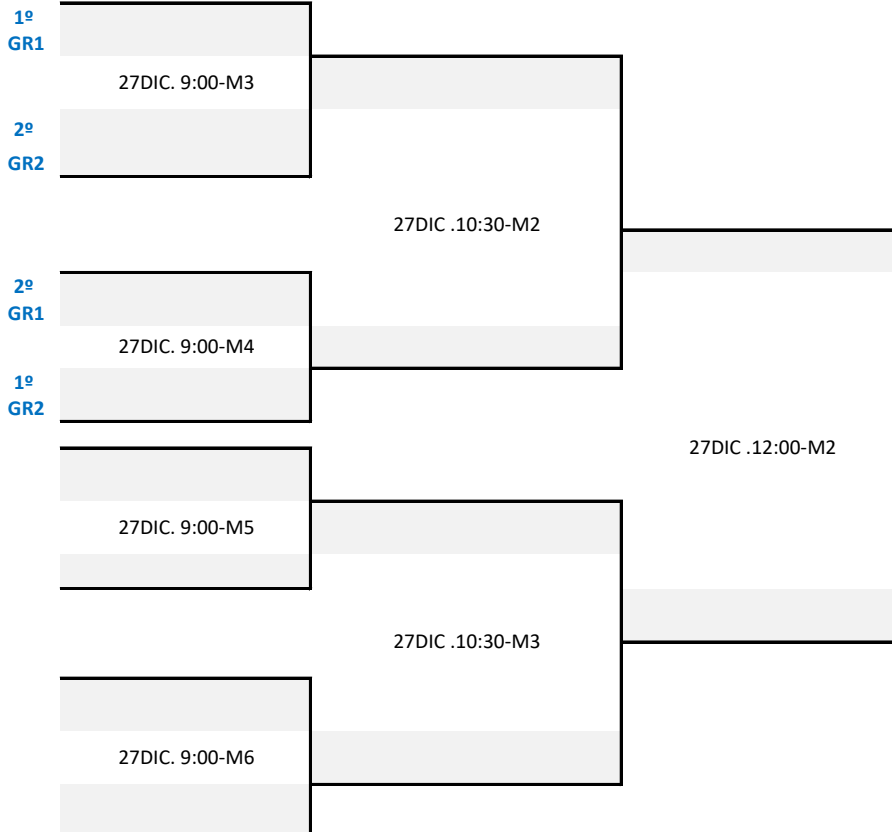 1º
GR1
27DIC. 9:00-M3
2º
GR2
27DIC .10:30-M2
2º
GR1
27DIC. 9:00-M4
1º
GR2
27DIC .12:00-M2
27DIC. 9:00-M5
27DIC .10:30-M3
27DIC. 9:00-M6